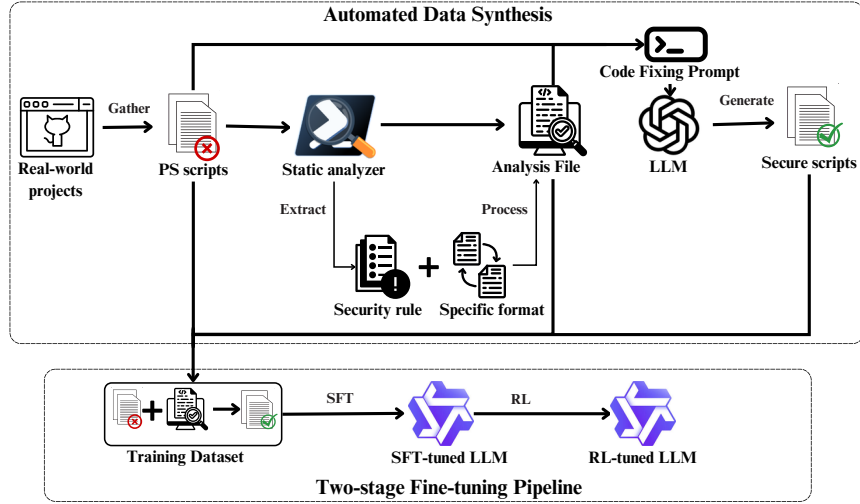 Automated Data Synthesis
Code Fixing Prompt
Gather
Generate
Real-world
projects
PS scripts
Static analyzer
Analysis File
LLM
Secure scripts
Extract
Process
Security rule
Specific format
SFT
RL
Training Dataset
SFT-tuned LLM
RL-tuned LLM
Two-stage Fine-tuning Pipeline